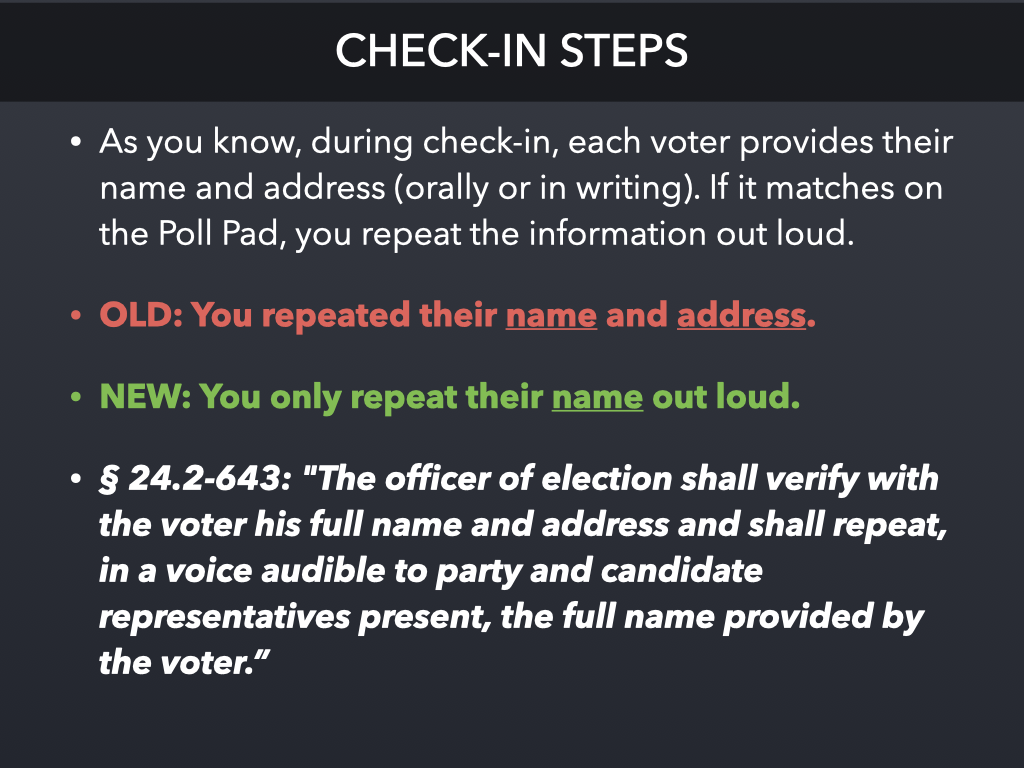 CHECK-IN STEPS
• As you know, during check-in, each voter provides their
name and address (orally or in writing). If it matches on
the Poll Pad, you repeat the information out loud.
• OLD: You repeated their name and address.
• NEW: You only repeat their name out loud.
• § 24.2-643: "The officer of election shall verify with
the voter his full name and address and shall repeat,
in a voice audible to party and candidate
representatives present, the full name provided by
the voter.”